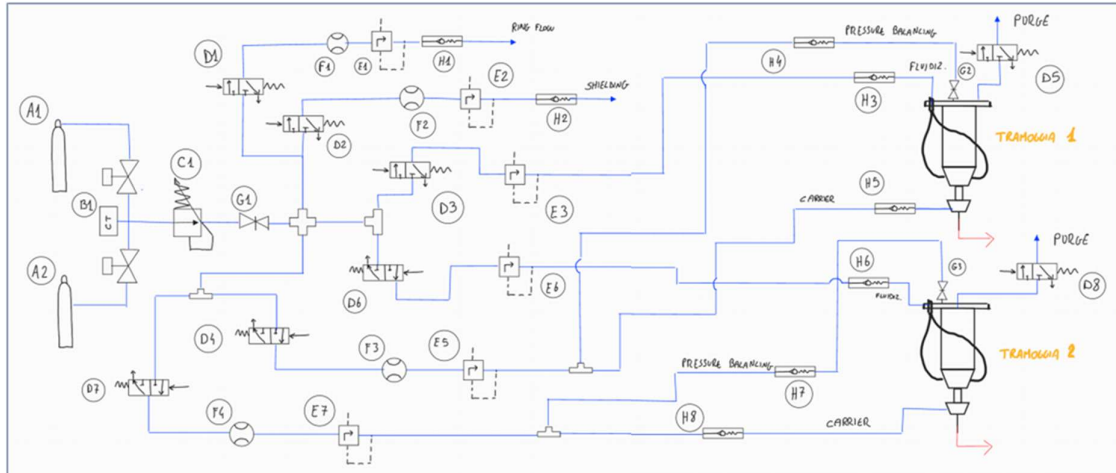 RING FLOW
PURGE
PRESSURE BALANCING
D1
F1
E1
H1
H4
D5
FLUIDIZ.
G2
E2
SHIELDING
H3
A1
F2
H2
D2
TRAMOGGIA 1
C1
B1
CT
G1
D3
E3
H5
CARRIER
A2
D6
E6
H6
G3
PURGE
D8
FLUIDIZ.
D4
F3
E5
TRAMOGGIA 2
D7
PRESSURE BALANCING
H7
F4
E7
H8
CARRIER